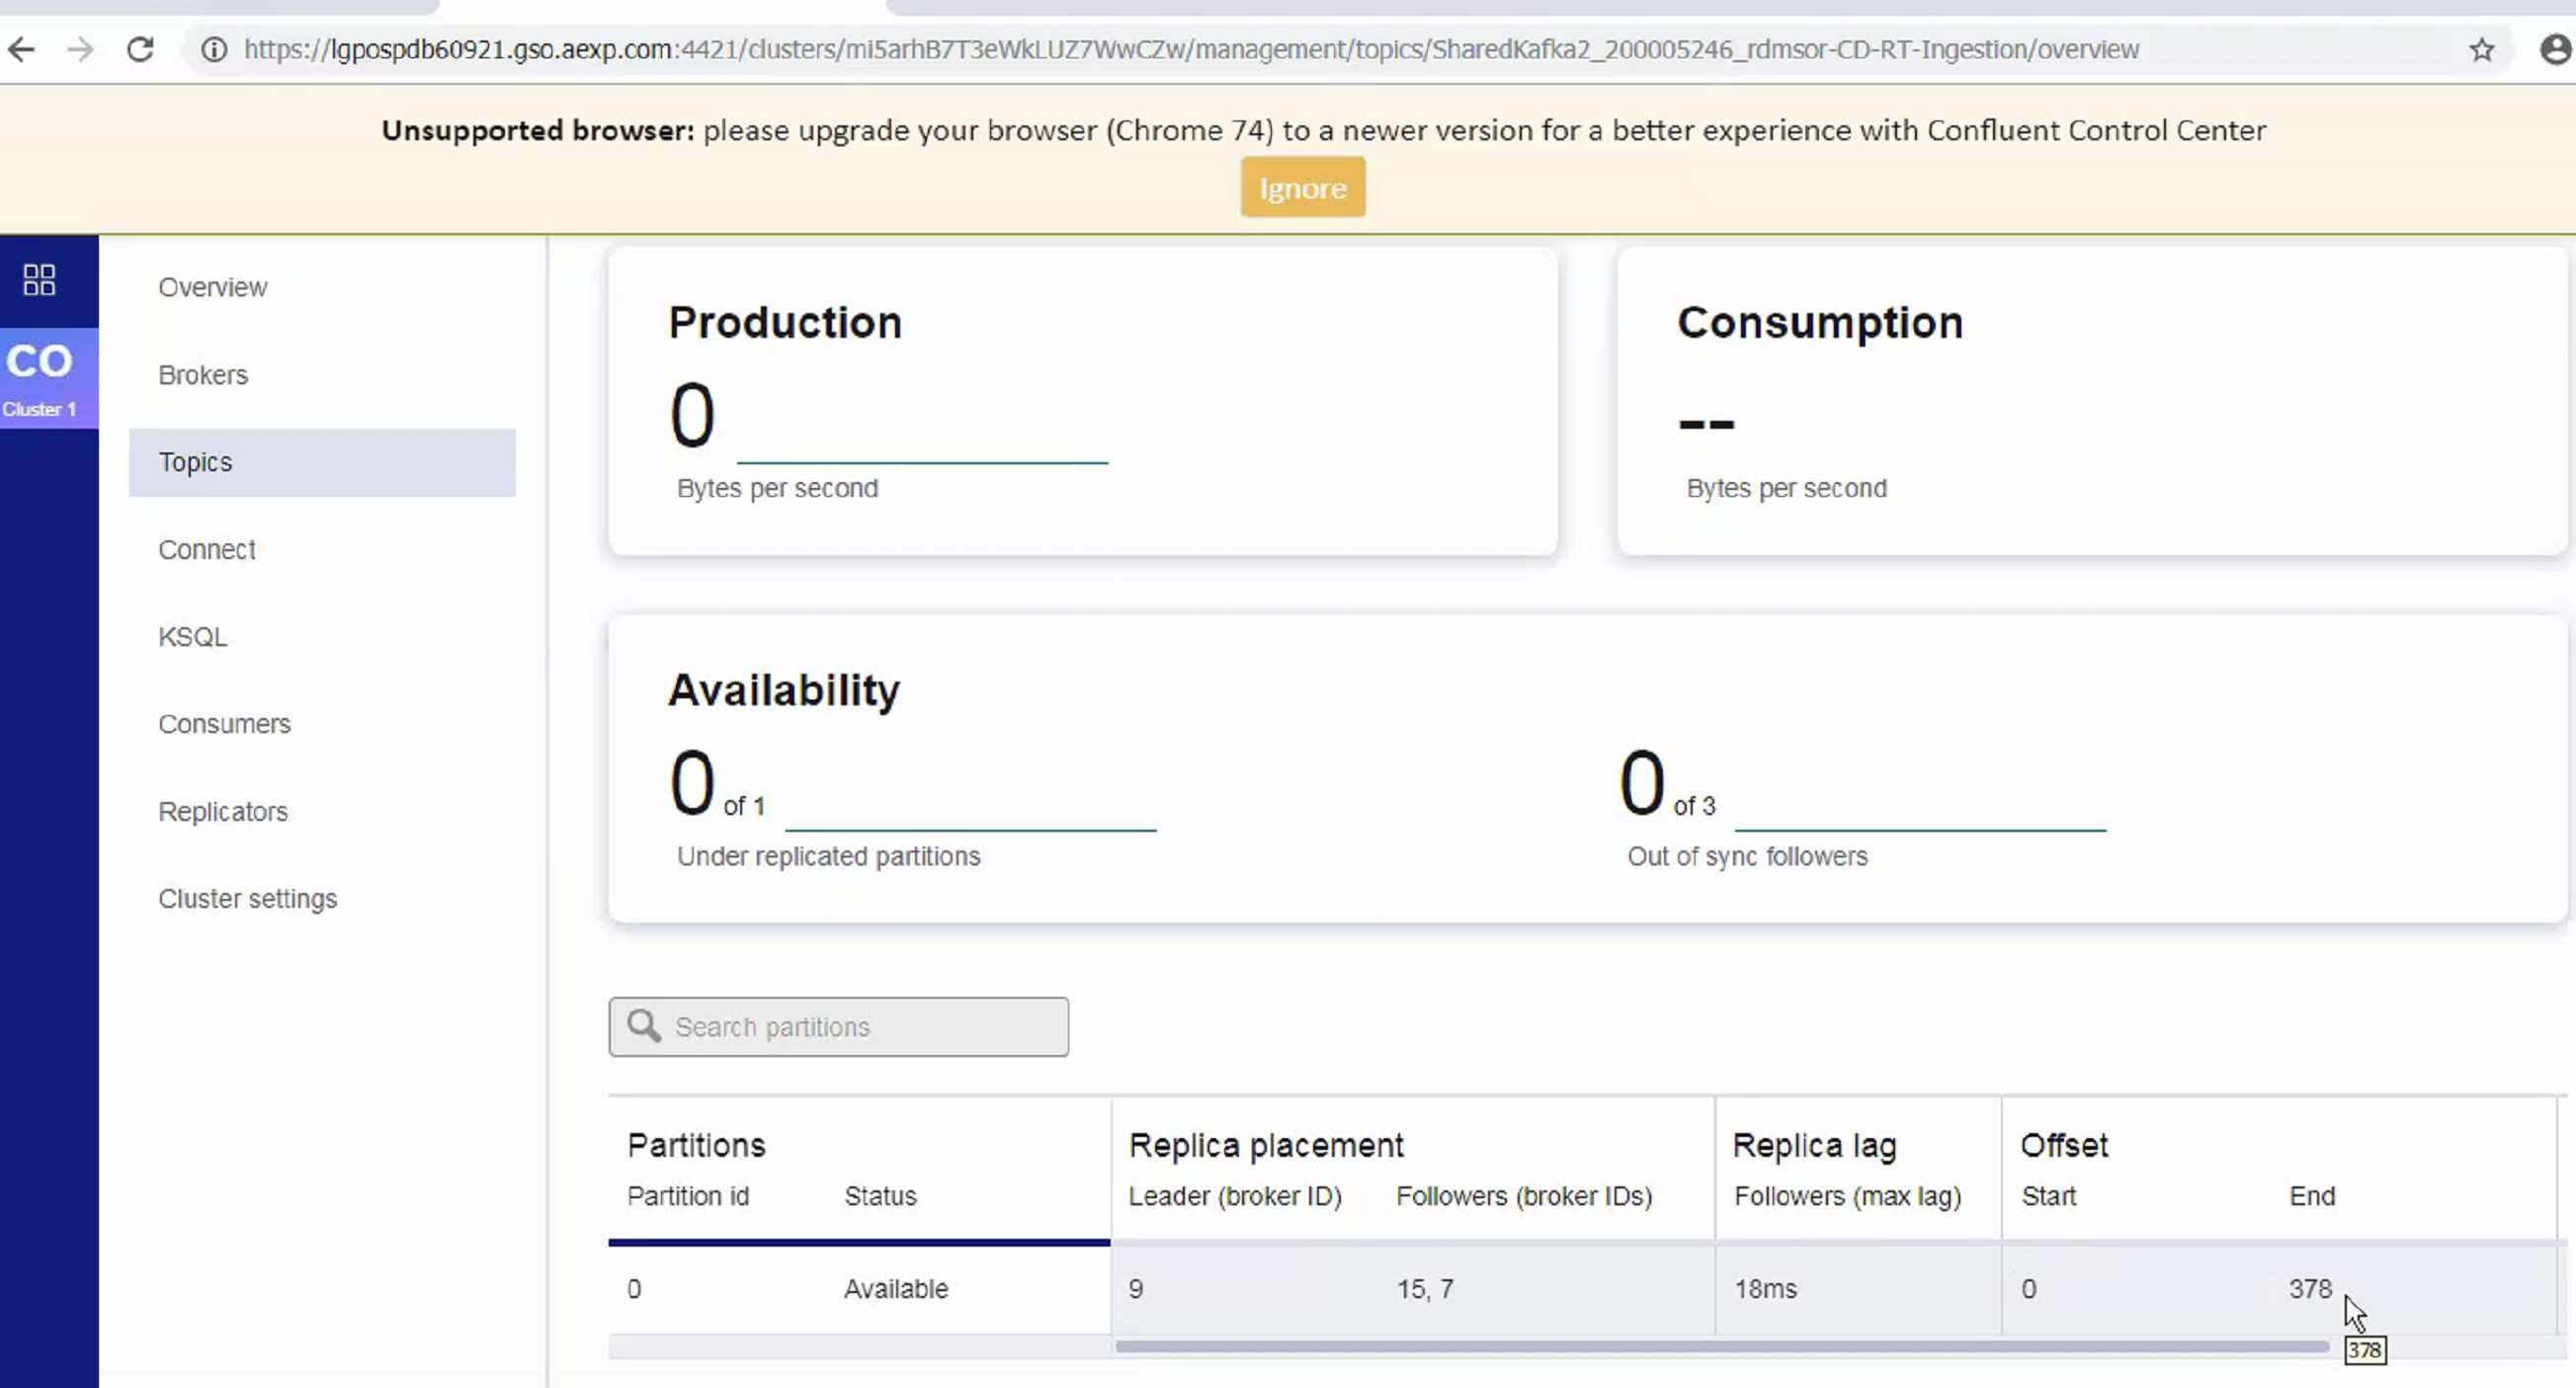 https://lgpospdb60921.gso.aexp.com:4421/clusters/mi5arhB7T3eWkLUZ7WwCZw/management/topics/SharedKafka2_200005246_rdmsor-CD-RT-Ingestion/overview
Unsupported browser: please upgrade your browser (Chrome 74) to a newer version for a better experience with Confluent Control Center
Ignore
CO
Cluster 1
Overview
Brokers
Topics
Connect
KSQL
Consumers
Replicators
Cluster settings
Production
0
Bytes per second
Consumption
--
Bytes per second
Availability
0 of 1
Under replicated partitions
0 of 3
Out of sync followers
Search partitions
Partitions Replica placement Replica lag Offset
Partition id Status Leader (broker ID) Followers (broker IDs) Followers (max lag) Start End
0 Available 9 15, 7 18ms 0 378
378